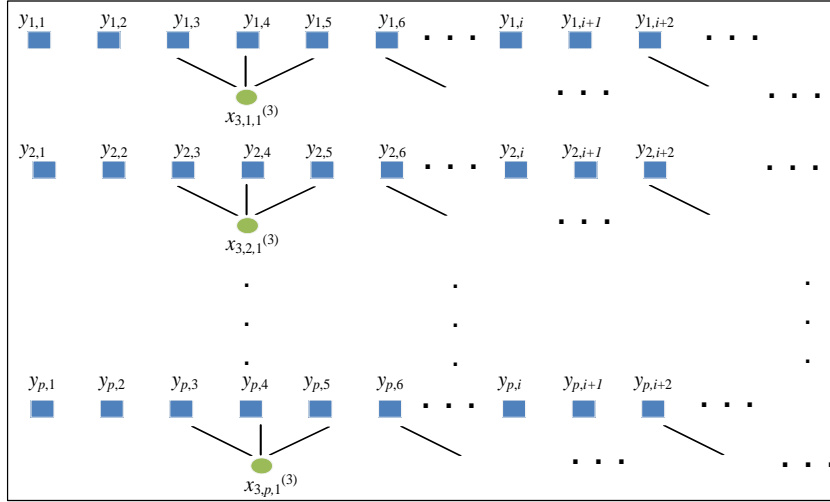 y1,1 y1,2 y1,3 y1,4 y1,5 y1,6 . . . y1,i y1,i+1 y1,i+2 . . .
. . . . . .
x3,1,1(3)
y2,1 y2,2 y2,3 y2,4 y2,5 y2,6 . . . y2,i y2,i+1 y2,i+2 . . .
. . .
x3,2,1(3)
yp,1 yp,2 yp,3 yp,4 yp,5 yp,6 . . . yp,i yp,i+1 yp,i+2 . . .
. . . . . .
x3,p,1(3)